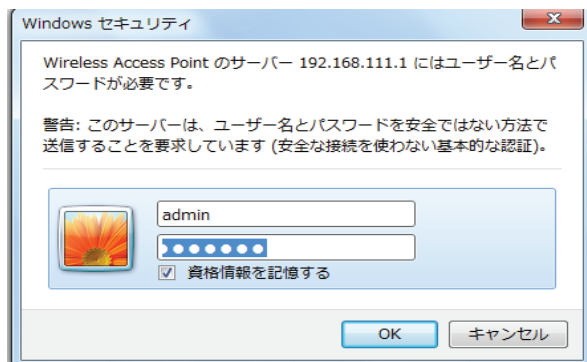 Windows セキュリティ
Wireless Access Point のサーバー 192.168.111.1 にはユーザー名とパ
スワードが必要です。
警告: このサーバーは、ユーザー名とパスワードを安全ではない方法で
送信することを要求しています (安全な接続を使わない基本的な認証)。
admin
●●●●●●●
資格情報を記憶する
OK キャンセル